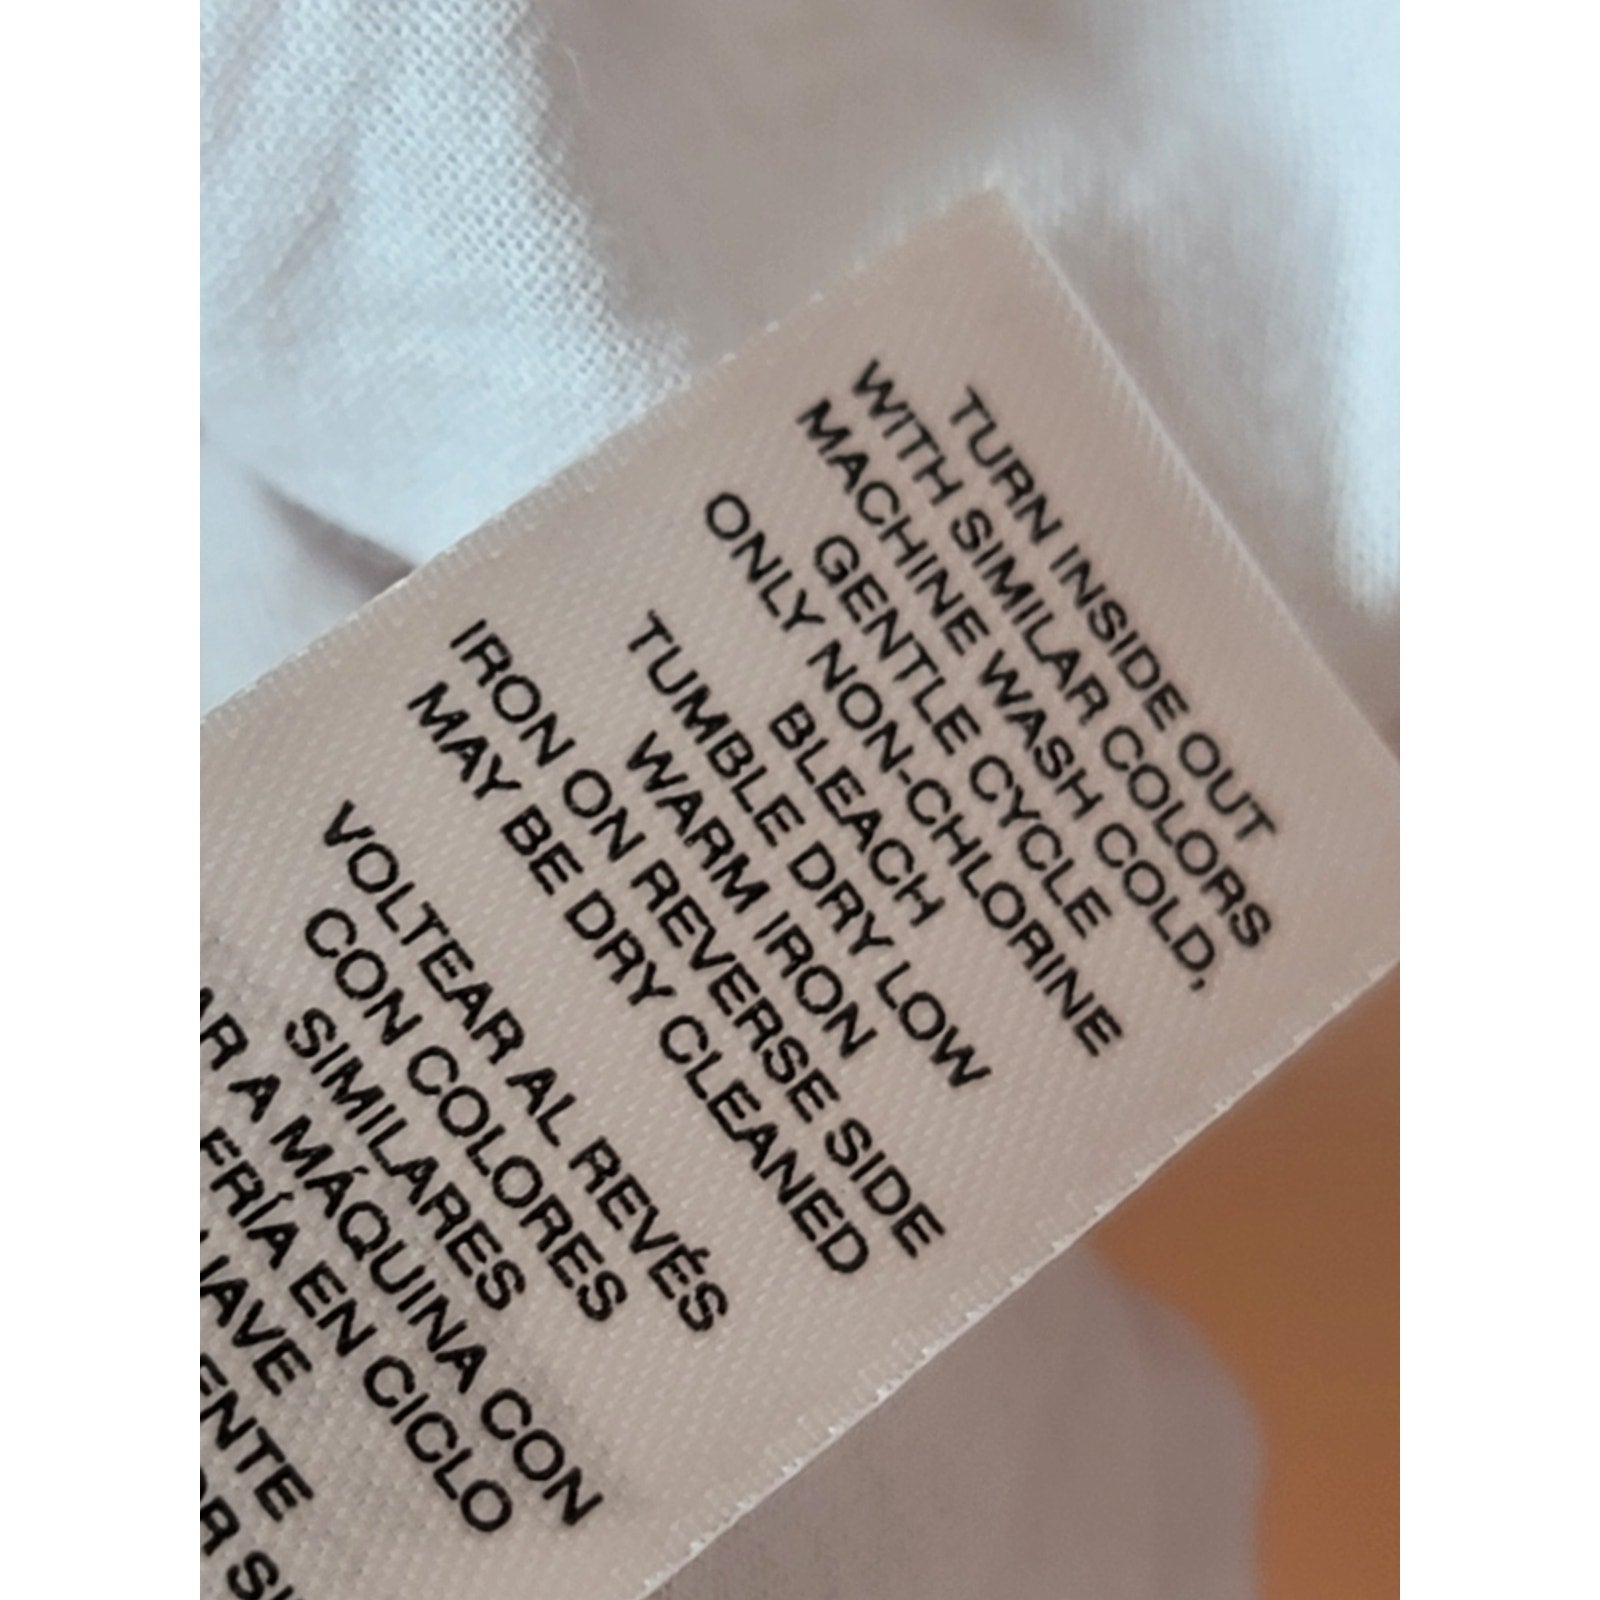 TURN INSIDE OUT
WITH SIMILAR COLORS
MACHINE WASH COLD,
GENTLE CYCLE
ONLY NON-CHLORINE
BLEACH
TUMBLE DRY LOW
WARM IRON
IRON ON REVERSE SIDE
MAY BE DRY CLEANED
VOLTEAR AL REVÉS
CON COLORES
SIMILARES
A MÁQUINA CON
FRÍA EN CICLO